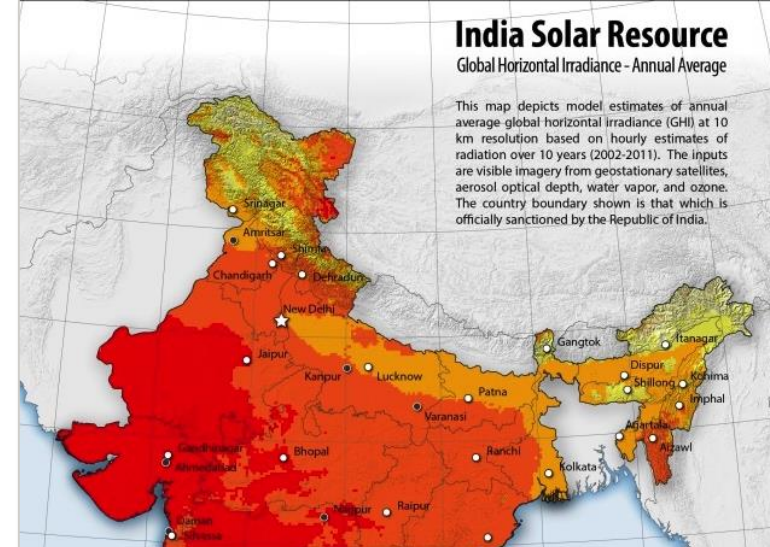 India Solar Resource
Global Horizontal Irradiance - Annual Average
This map depicts model estimates of annual
average global horizontal irradiance (GHI) at 10
km resolution based on hourly estimates of
radiation over 10 years (2002-2011). The inputs
are visible imagery from geostationary satellites,
aerosol optical depth, water vapor, and ozone.
The country boundary shown is that which is
officially sanctioned by the Republic of India.
Srinagar
Amritsar
Shimla
Chandigarh
Dehradun
New Delhi
Gangtok
Itanagar
Jaipur
Dispur
Kanpur
Lucknow
Shillong
Kohima
Patna
Imphal
Varanasi
Agartala
Gandhinagar
Bhopal
Ranchi
Aizawl
Ahmedabad
Kolkata
Nagpur
Raipur
Daman
Silvassa